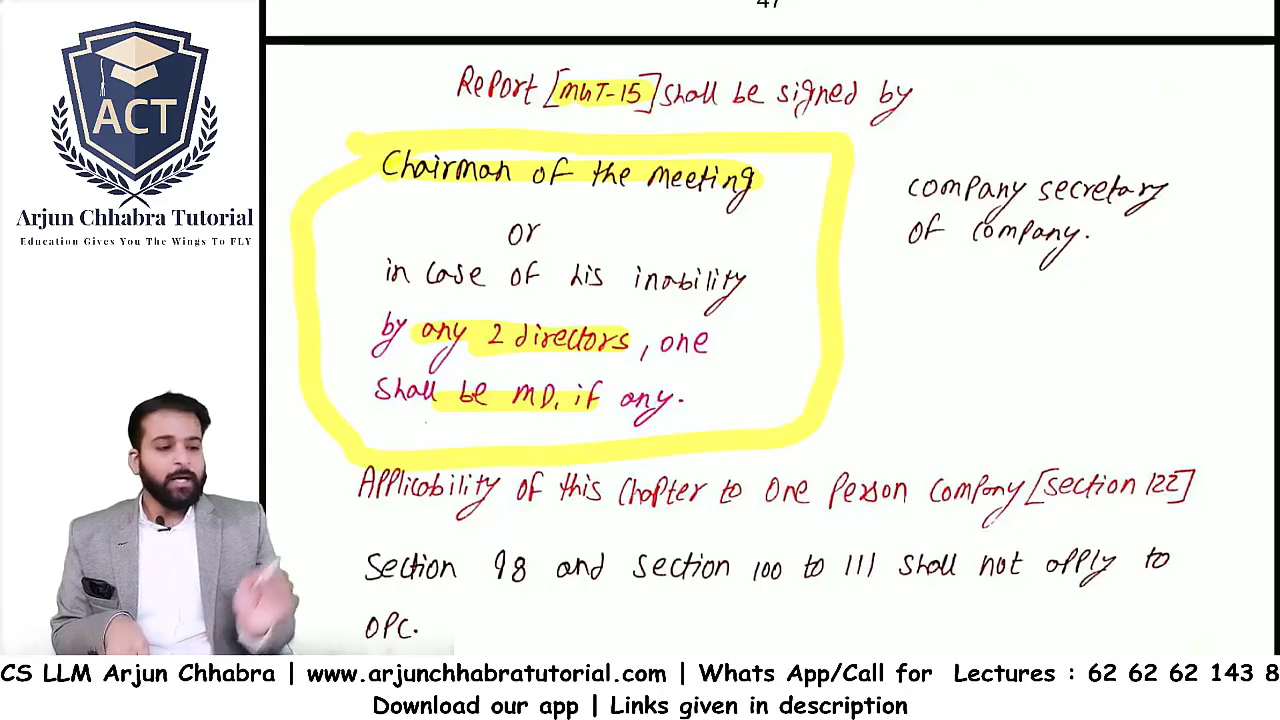 47
ACT
Arjun Chhabra Tutorial
Education Gives You The Wings To FLY
Report [MGT-15] shall be signed by
Chairman of the meeting
or
in case of his inability
by any 2 directors, one
shall be MD, if any.
company secretary
of company.
Applicability of this Chapter to One Person Company [section 122]
Section 98 and section 100 to 111 shall not apply to
OPC.
CS LLM Arjun Chhabra | www.arjunchhabratutorial.com | Whats App/Call for Lectures : 62 62 62 143 8
Download our app | Links given in description